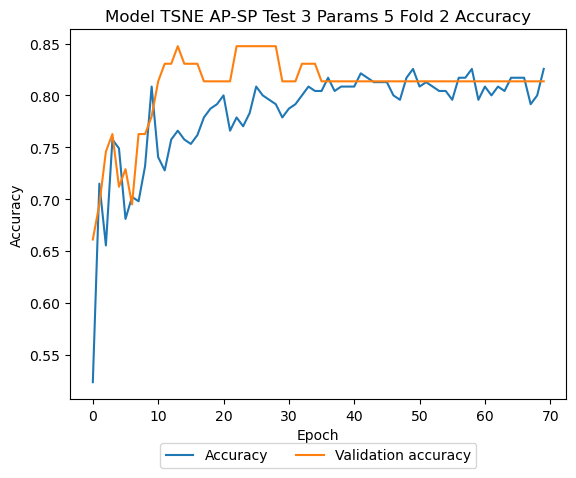 Model TSNE AP-SP Test 3 Params 5 Fold 2 Accuracy
0.85
0.80
0.75
0.70
0.65
0.60
0.55
Accuracy
0 10 20 30 40 50 60 70
Epoch
Accuracy Validation accuracy